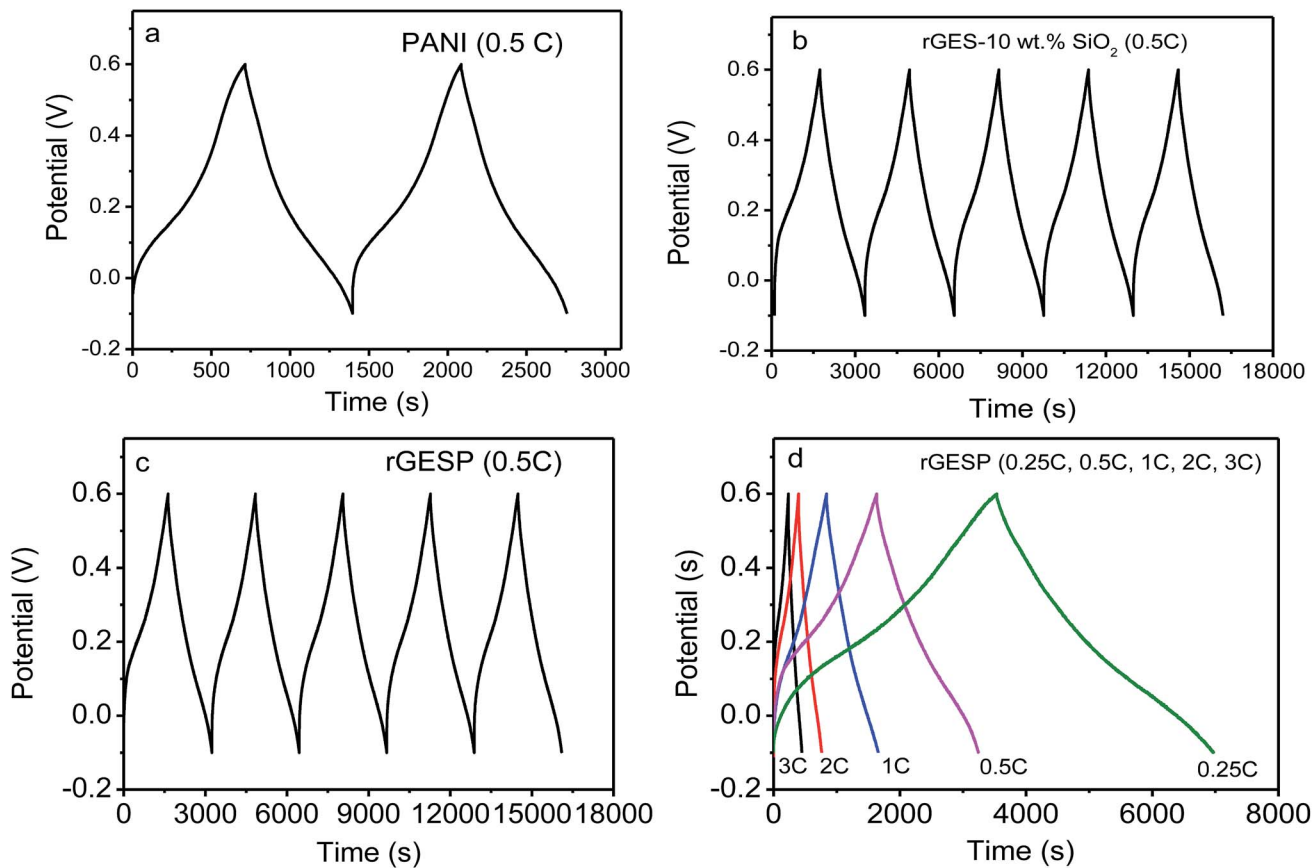 a
PANI (0.5 C)
Potential (V)
0.6
0.4
0.2
0.0
-0.2
0 500 1000 1500 2000 2500 3000
Time (s)
b
rGES-10 wt.% SiO₂ (0.5C)
Potential (V)
0.6
0.4
0.2
0.0
-0.2
0 3000 6000 9000 12000 15000 18000
Time (s)
c
rGESP (0.5C)
Potential (V)
0.6
0.4
0.2
0.0
-0.2
0 3000 6000 9000 12000 15000 18000
Time (s)
d
rGESP (0.25C, 0.5C, 1C, 2C, 3C)
Potential (s)
0.6
0.4
0.2
0.0
-0.2
3C 2C 1C 0.5C 0.25C
0 2000 4000 6000 8000
Time (s)